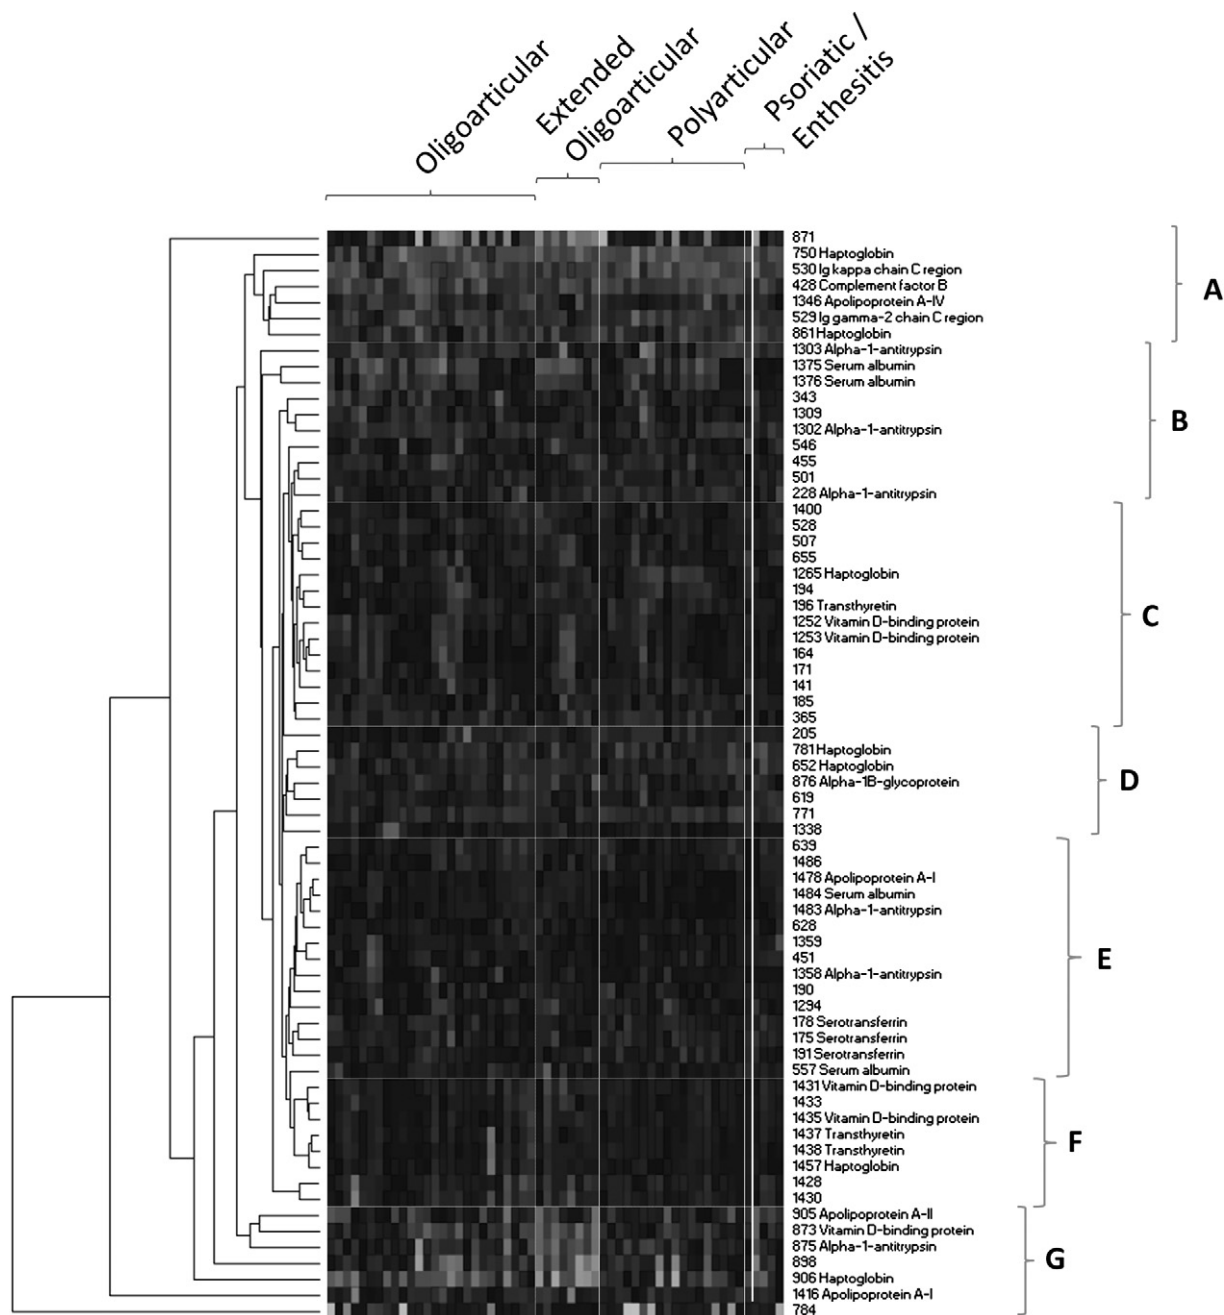 Oligoarticular
Extended
Oligoarticular
Polyarticular
Psoriatic /
Enthesitis
871
750 Haptoglobin
530 Ig kappa chain C region
428 Complement factor B
1346 Apolipoprotein A-IV
529 Ig gamma-2 chain C region
861 Haptoglobin
A
1303 Alpha-1-antitrypsin
1375 Serum albumin
1376 Serum albumin
343
1309
1302 Alpha-1-antitrypsin
546
455
501
228 Alpha-1-antitrypsin
B
1400
528
507
655
1265 Haptoglobin
194
196 Transthyretin
1252 Vitamin D-binding protein
1253 Vitamin D-binding protein
164
171
141
185
365
C
205
781 Haptoglobin
652 Haptoglobin
876 Alpha-1B-glycoprotein
619
771
1338
D
639
1486
1478 Apolipoprotein A-I
1484 Serum albumin
1483 Alpha-1-antitrypsin
628
1359
451
1358 Alpha-1-antitrypsin
190
1294
178 Serotransferrin
175 Serotransferrin
191 Serotransferrin
557 Serum albumin
E
1431 Vitamin D-binding protein
1433
1435 Vitamin D-binding protein
1437 Transthyretin
1438 Transthyretin
1457 Haptoglobin
1428
1430
F
905 Apolipoprotein A-II
873 Vitamin D-binding protein
875 Alpha-1-antitrypsin
898
906 Haptoglobin
1416 Apolipoprotein A-I
784
G